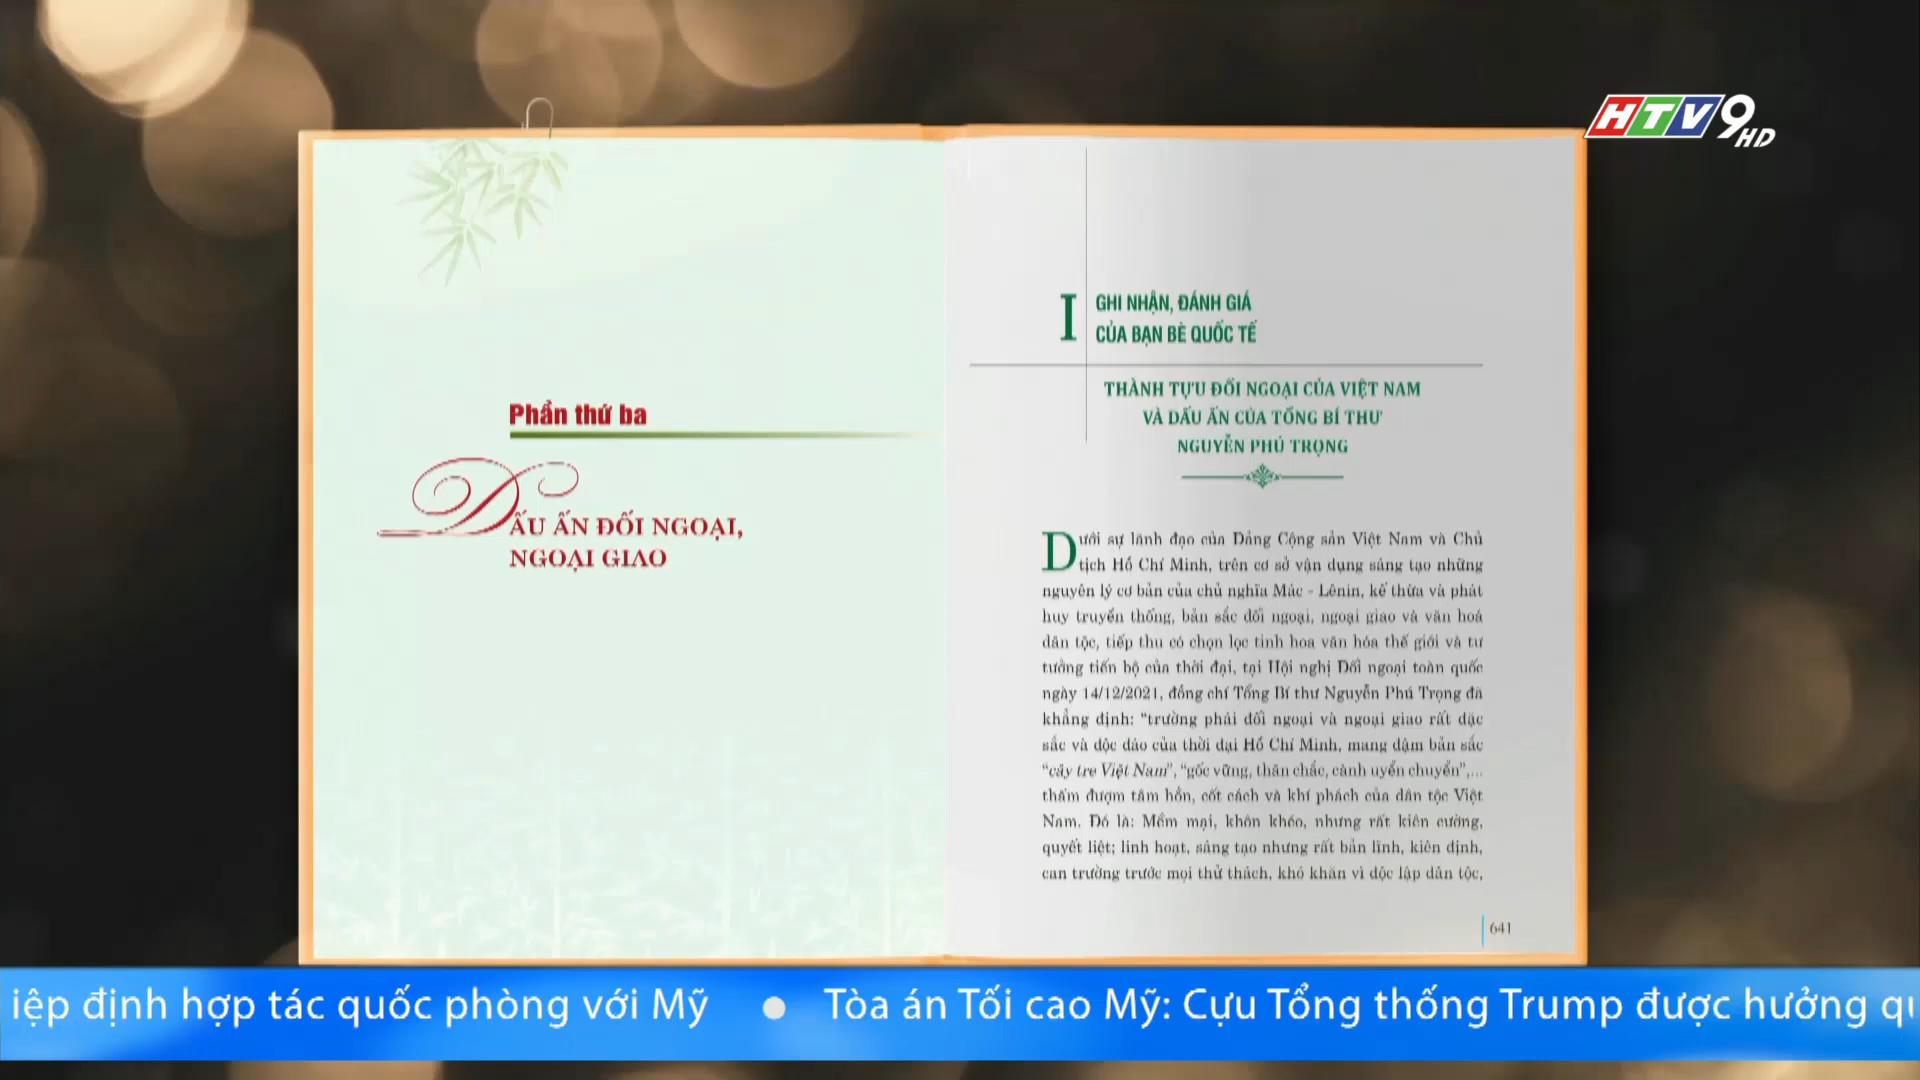 HTV9 HD
Phần thứ ba
DẤU ẤN ĐỐI NGOẠI,
NGOẠI GIAO
I GHI NHẬN, ĐÁNH GIÁ
CỦA BẠN BÈ QUỐC TẾ
THÀNH TỰU ĐỐI NGOẠI CỦA VIỆT NAM
VÀ DẤU ẤN CỦA TỔNG BÍ THƯ
NGUYỄN PHÚ TRỌNG
Dưới sự lãnh đạo của Đảng Cộng sản Việt Nam và Chủ
tịch Hồ Chí Minh, trên cơ sở vận dụng sáng tạo những
nguyên lý cơ bản của chủ nghĩa Mác - Lênin, kế thừa và phát
huy truyền thống, bản sắc đối ngoại, ngoại giao và văn hoá
dân tộc, tiếp thu có chọn lọc tinh hoa văn hóa thế giới và tư
tưởng tiến bộ của thời đại, tại Hội nghị Đối ngoại toàn quốc
ngày 14/12/2021, đồng chí Tổng Bí thư Nguyễn Phú Trọng đã
khẳng định: “trường phái đối ngoại và ngoại giao rất đặc
sắc và độc đáo của thời đại Hồ Chí Minh, mang đậm bản sắc
“cây tre Việt Nam”, “gốc vững, thân chắc, cành uyển chuyển”,...
thấm đượm tâm hồn, cốt cách và khí phách của dân tộc Việt
Nam. Đó là: Mềm mại, khôn khéo, nhưng rất kiên cường,
quyết liệt; linh hoạt, sáng tạo nhưng rất bản lĩnh, kiên định,
can trường trước mọi thử thách, khó khăn vì độc lập dân tộc,
641
iệp định hợp tác quốc phòng với Mỹ ● Tòa án Tối cao Mỹ: Cựu Tổng thống Trump được hưởng qu